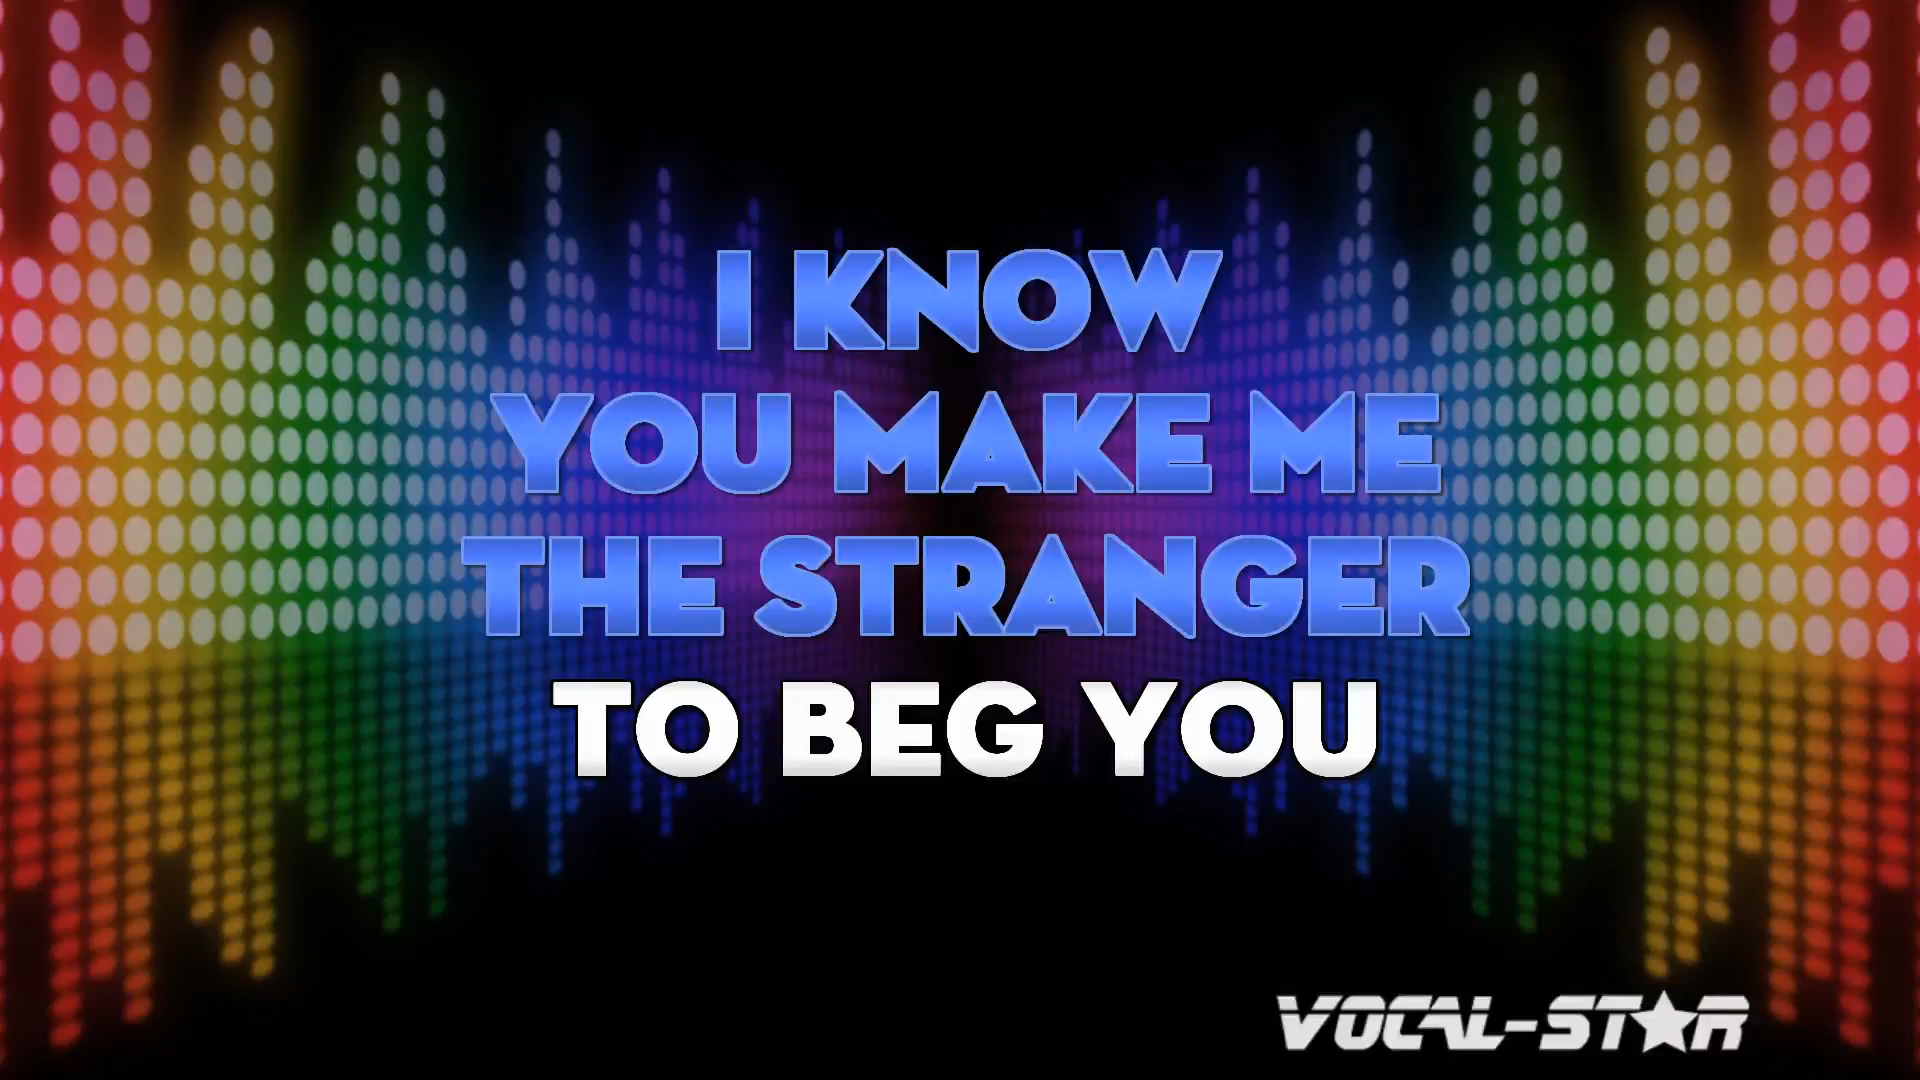 I KNOW
YOU MAKE ME
THE STRANGER
TO BEG YOU
VOCAL-STAR